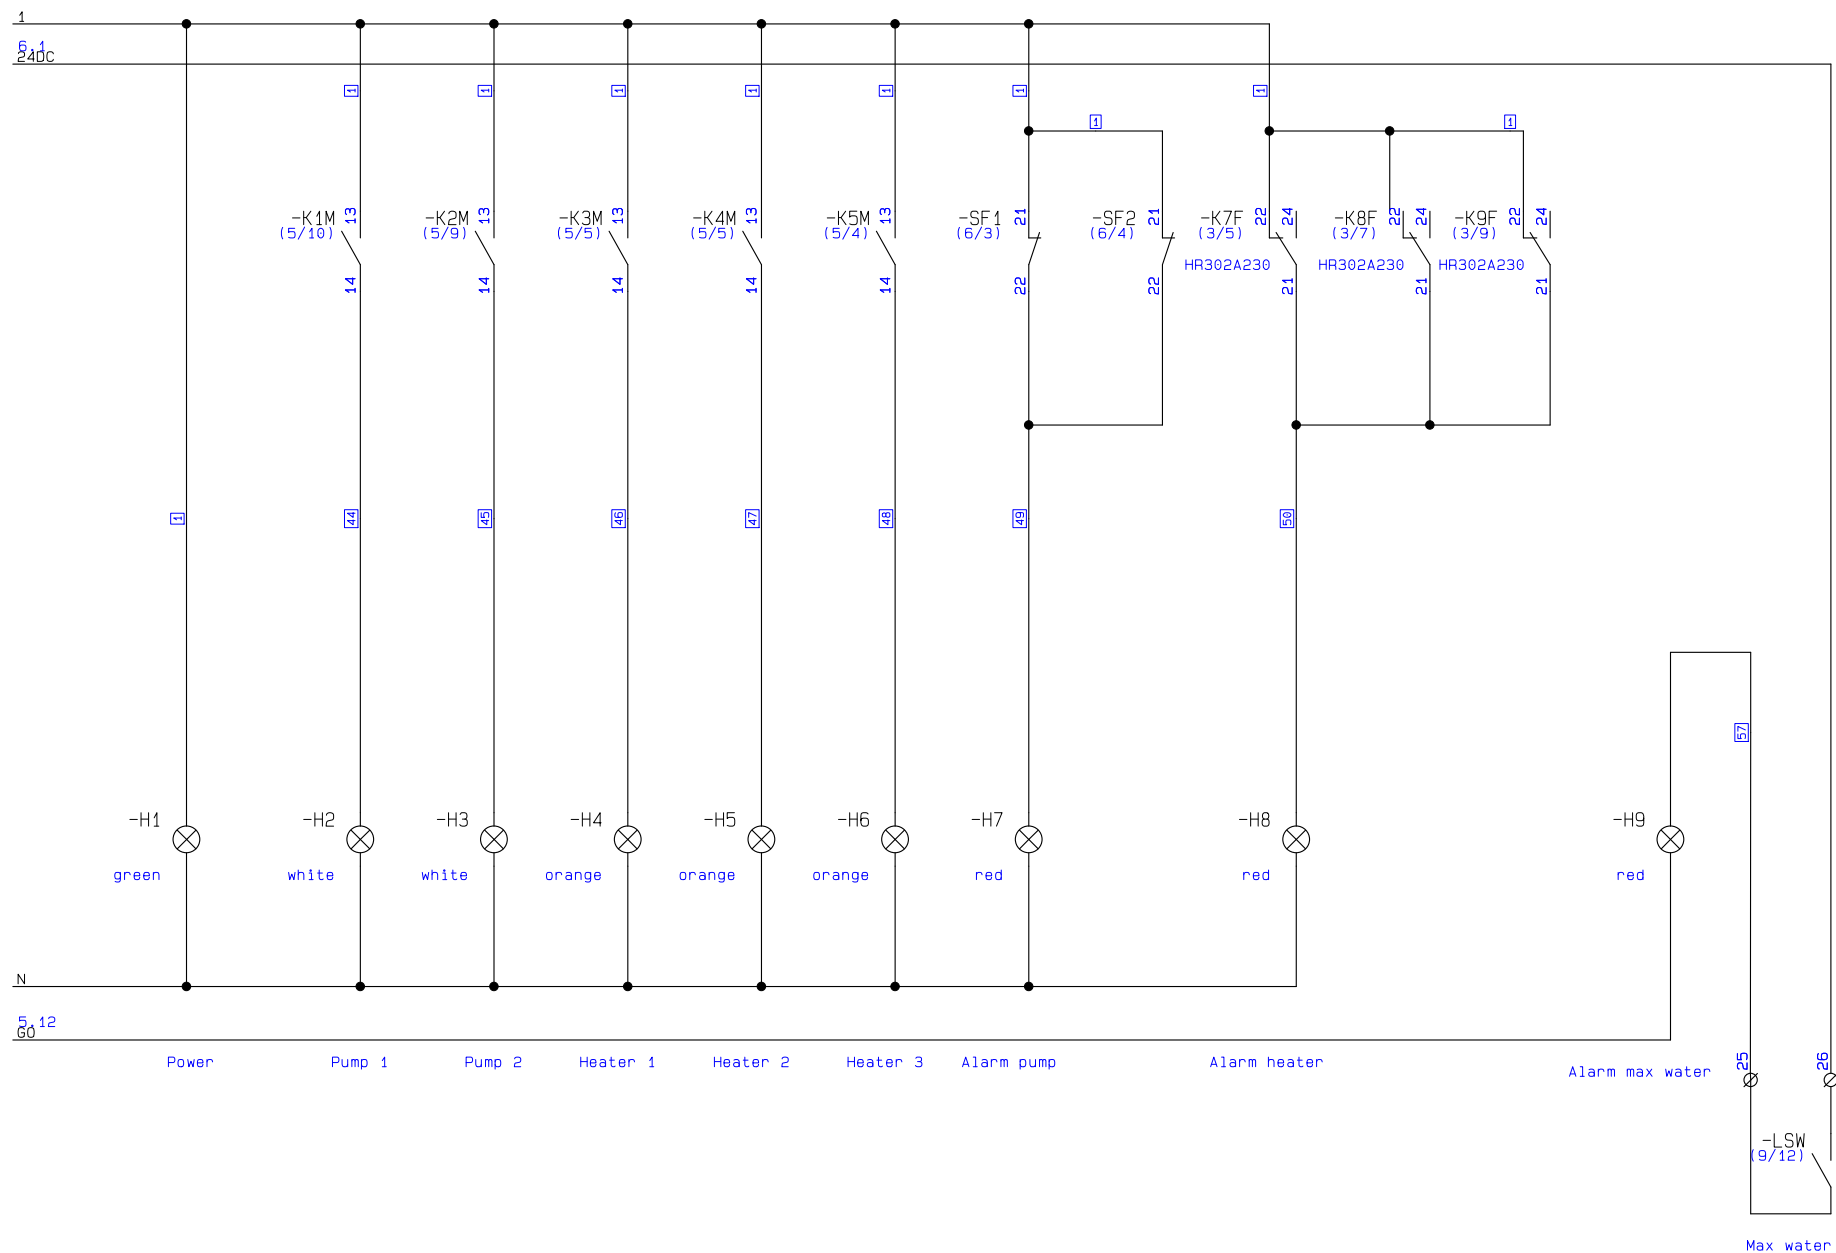 1
6.1
24DC
1 1 1 1 1 1 1
1 1
-K1M 13 -K2M 13 -K3M 13 -K4M 13 -K5M 13 -SF1 21 -SF2 21 -K7F 22 24 -K8F 22 24 -K9F 22 24
(5/10) (5/9) (5/5) (5/5) (5/4) (6/3) (6/4) (3/5) (3/7) (3/9)
HR302A230 HR302A230 HR302A230
14 14 14 14 14 22 22 21 21 21
1 44 45 46 47 48 49 50
57
-H1 -H2 -H3 -H4 -H5 -H6 -H7 -H8 -H9
green white white orange orange orange red red red
N
5.12
G0
Power Pump 1 Pump 2 Heater 1 Heater 2 Heater 3 Alarm pump Alarm heater Alarm max water 25 26
-LSW
(9/12)
Max water